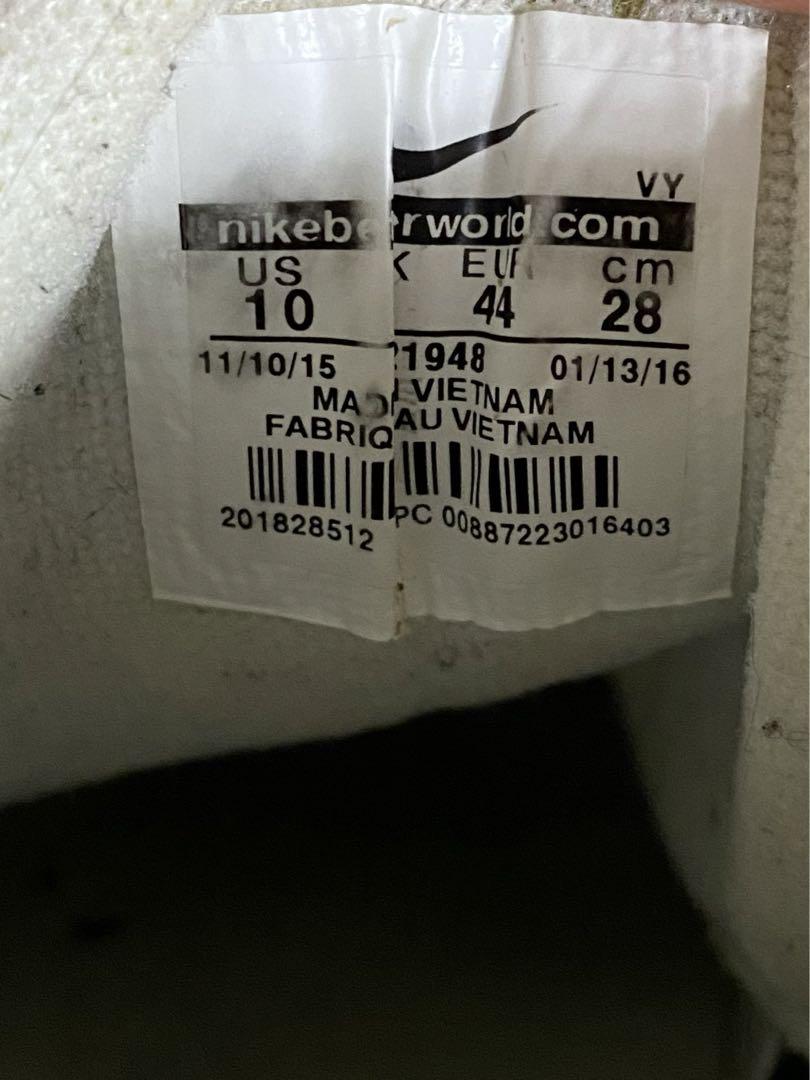 VY
nikeb rworld.com
US K EUR cm
10 44 28
11/10/15 21948 01/13/16
MADE VIETNAM
FABRIQ AU VIETNAM
201828512 PC 00887223016403